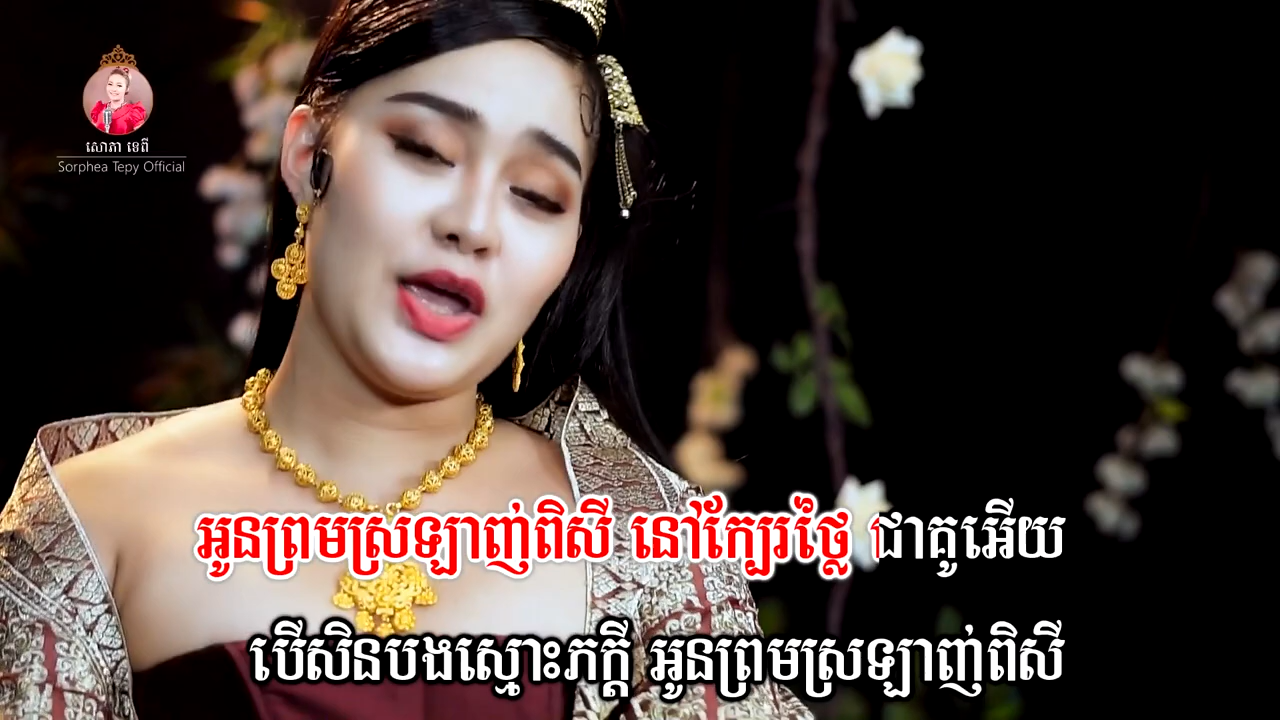 សោភា ទេពី
Sorphea Tepy Official
អូនព្រមស្រឡាញ់ពិសី នៅក្បែរថ្លៃ ជាគូអើយ
បើសិនបងស្មោះភក្ដី អូនព្រមស្រឡាញ់ពិសី